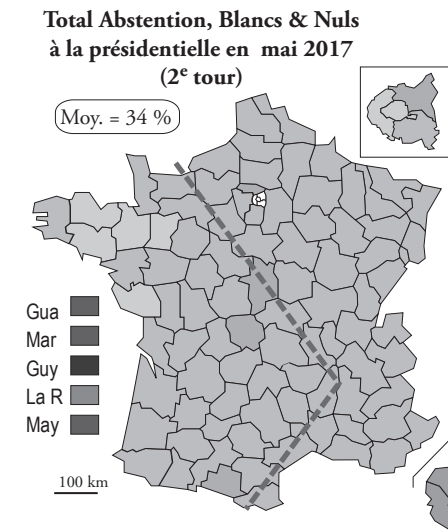 Total Abstention, Blancs & Nuls
à la présidentielle en mai 2017
(2e tour)
Moy. = 34 %
Gua
Mar
Guy
La R
May
100 km